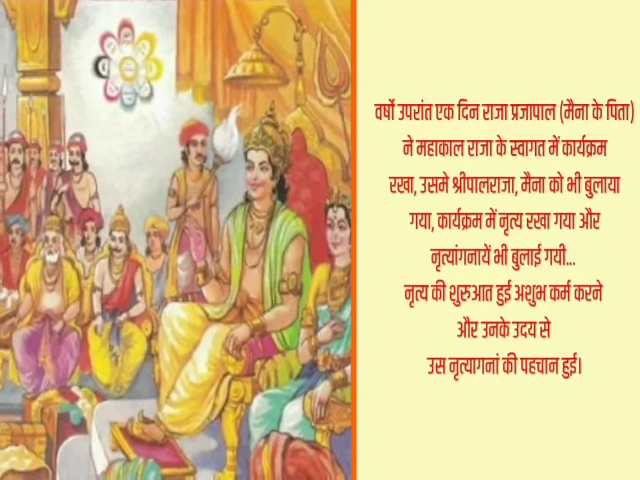 वर्षो उपरांत एक दिन राजा प्रजापाल (मैना के पिता)
ने महाकाल राजा के स्वागत में कार्यक्रम
रखा, उसमे श्रीपालराजा, मैना को भी बुलाया
गया, कार्यक्रम में नृत्य रखा गया और
नृत्यांगनायें भी बुलाई गयी...
नृत्य की शुरुआत हुई अशुभ कर्म करने
और उनके उदय से
उस नृत्यागनां की पहचान हुई।